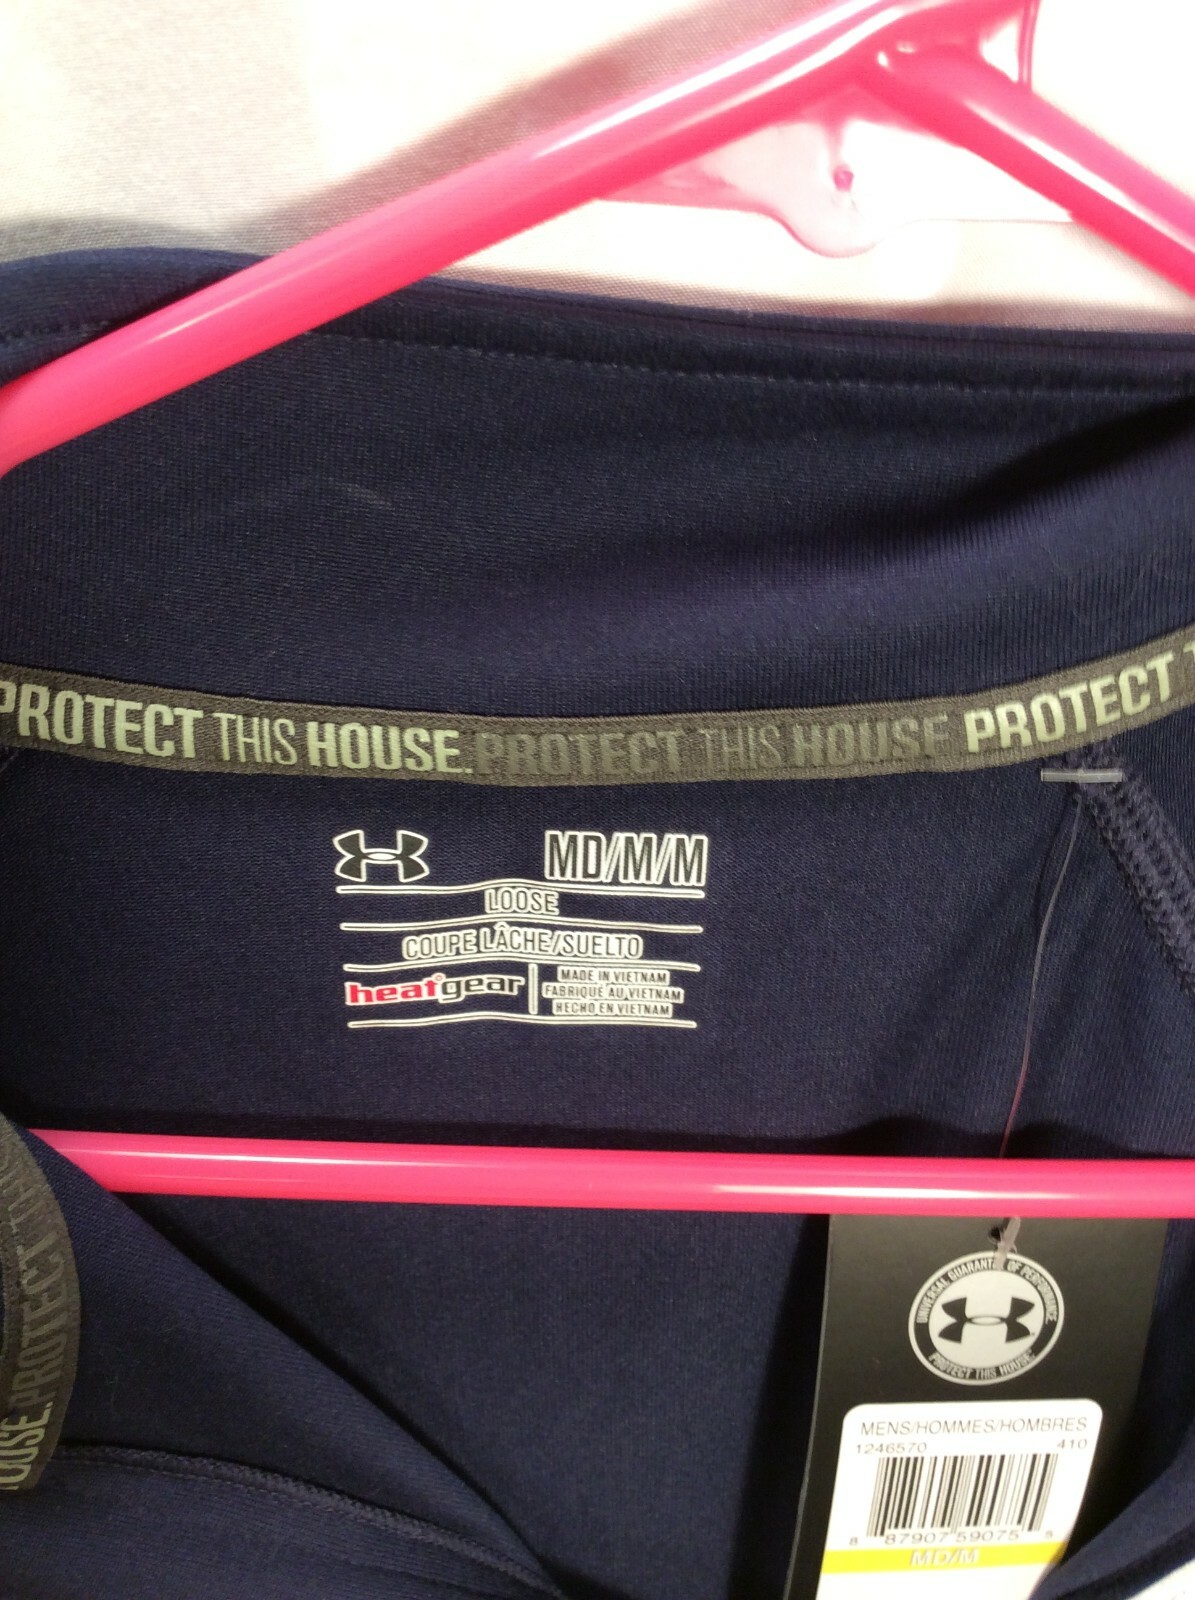 PROTECT THIS HOUSE. PROTECT THIS HOUSE PROTECT
MD/M/M
LOOSE
COUPE LÂCHE/SUELTO
heatgear
MADE IN VIETNAM
FABRIQUÉ AU VIETNAM
HECHO EN VIETNAM
HOUSE. PROTECT THIS
UNIVERSAL GUARANTEE OF PERFORMANCE
PROTECT THIS HOUSE
MENS/HOMMES/HOMBRES
1246570 410
8 87907 59075 5
MD/M